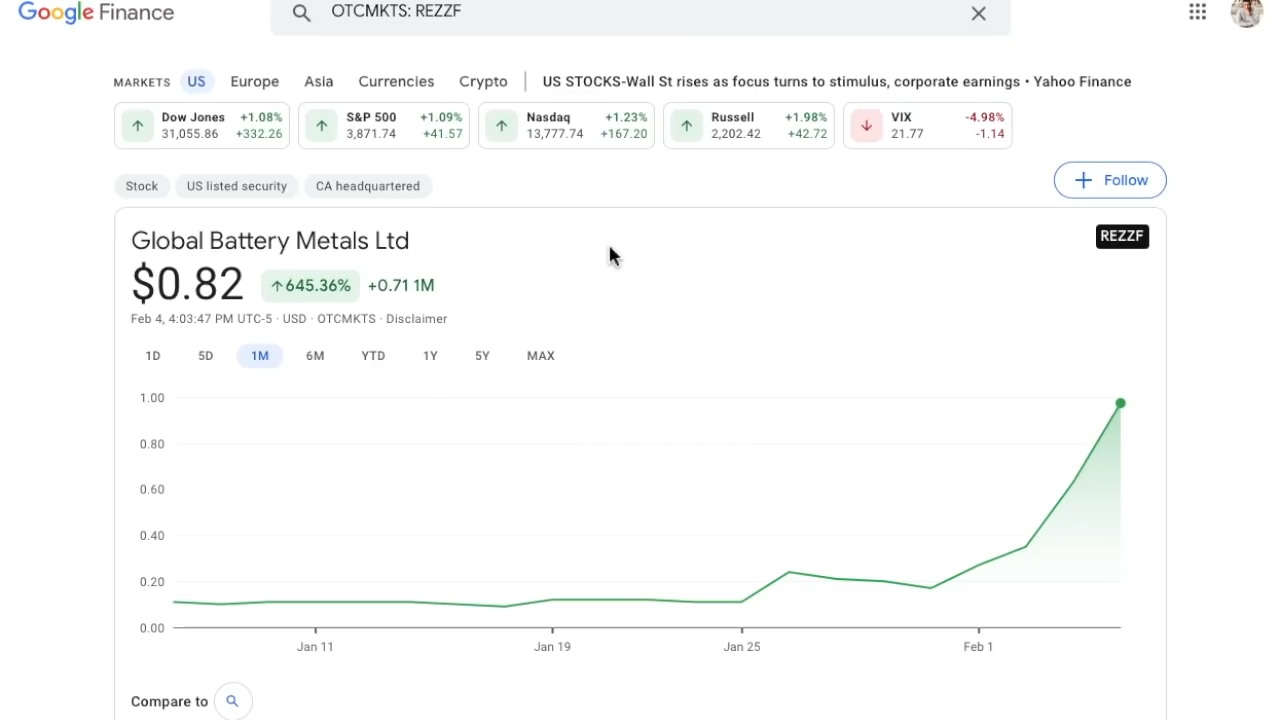 Google Finance
OTCMKTS: REZZF
MARKETS US Europe Asia Currencies Crypto US STOCKS-Wall St rises as focus turns to stimulus, corporate earnings • Yahoo Finance
Dow Jones +1.08% S&P 500 +1.09% Nasdaq +1.23% Russell +1.98% VIX -4.98%
31,055.86 +332.26 3,871.74 +41.57 13,777.74 +167.20 2,202.42 +42.72 21.77 -1.14
Stock US listed security CA headquartered + Follow
Global Battery Metals Ltd REZZF
$0.82 ↑645.36% +0.71 1M
Feb 4, 4:03:47 PM UTC-5 · USD · OTCMKTS · Disclaimer
1D 5D 1M 6M YTD 1Y 5Y MAX
1.00
0.80
0.60
0.40
0.20
0.00
Jan 11 Jan 19 Jan 25 Feb 1
Compare to